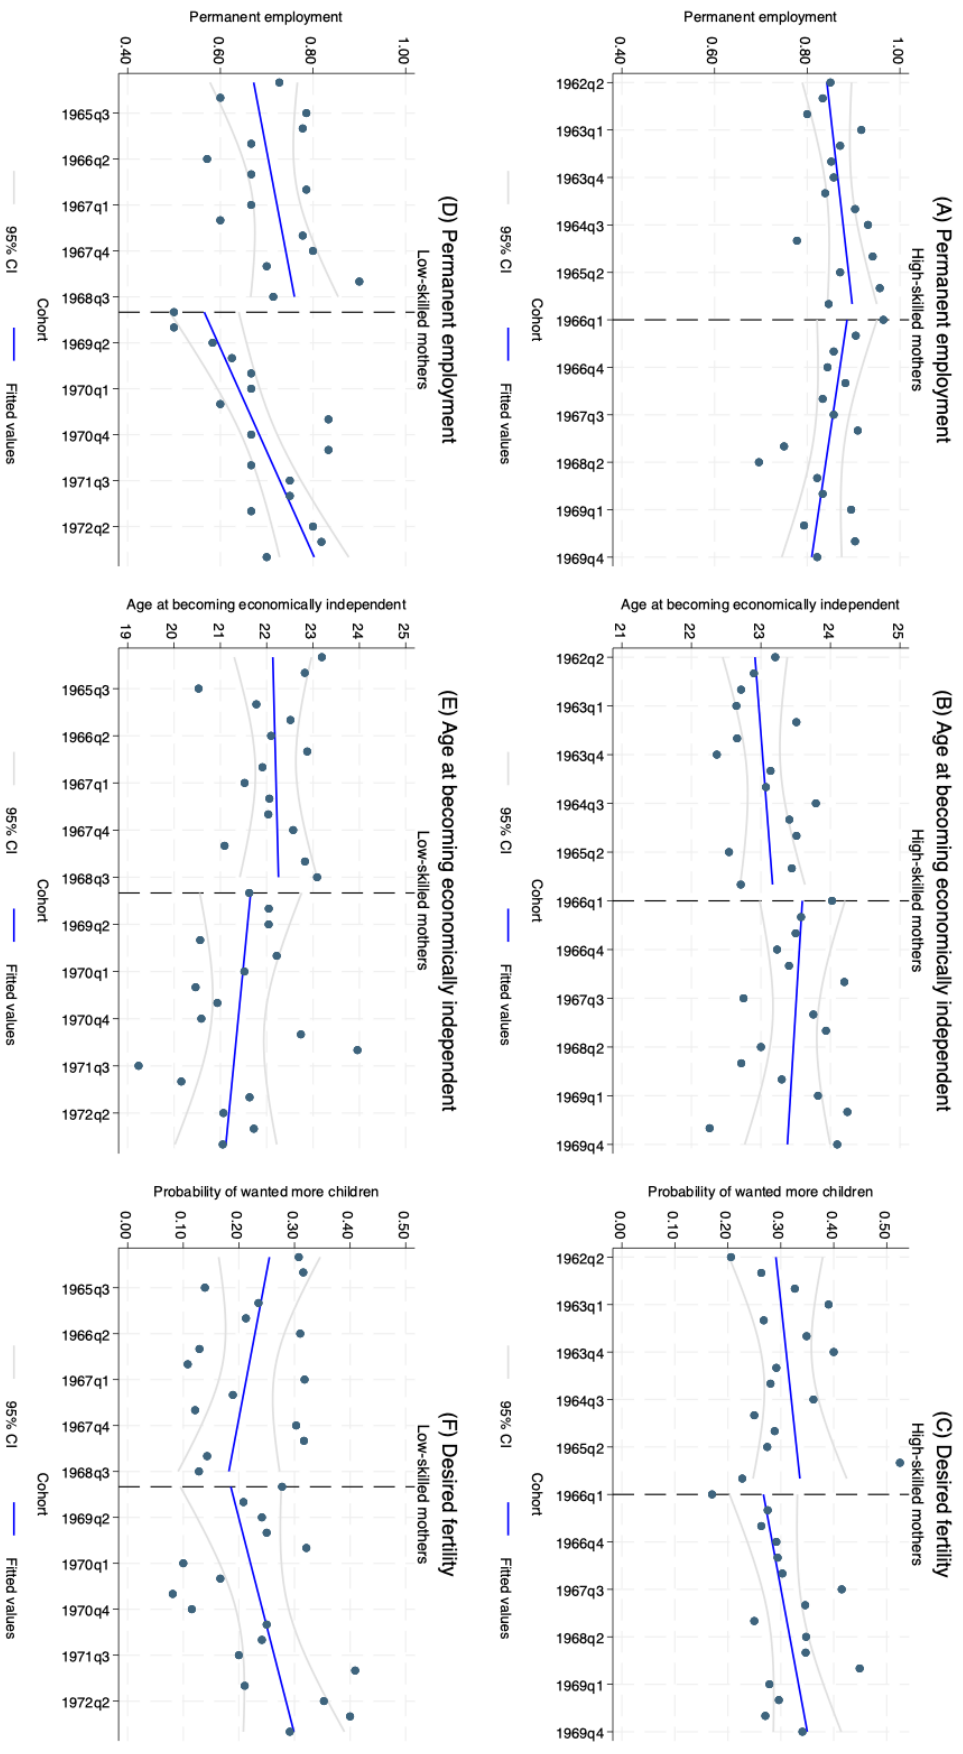 (A) Permanent employment
High-skilled mothers
Permanent employment
1.00
0.80
0.60
0.40
1962q2
1963q1
1963q4
1964q3
1965q2
1966q1
1966q4
1967q3
1968q2
1969q1
1969q4
Cohort
95% CI
Fitted values
(B) Age at becoming economically independent
High-skilled mothers
Age at becoming economically independent
25
24
23
22
21
1962q2
1963q1
1963q4
1964q3
1965q2
1966q1
1966q4
1967q3
1968q2
1969q1
1969q4
Cohort
95% CI
Fitted values
(C) Desired fertility
High-skilled mothers
Probability of wanted more children
0.50
0.40
0.30
0.20
0.10
0.00
1962q2
1963q1
1963q4
1964q3
1965q2
1966q1
1966q4
1967q3
1968q2
1969q1
1969q4
Cohort
95% CI
Fitted values
(D) Permanent employment
Low-skilled mothers
Permanent employment
1.00
0.80
0.60
0.40
1965q3
1966q2
1967q1
1967q4
1968q3
1969q2
1970q1
1970q4
1971q3
1972q2
Cohort
95% CI
Fitted values
(E) Age at becoming economically independent
Low-skilled mothers
Age at becoming economically independent
25
24
23
22
21
20
19
1965q3
1966q2
1967q1
1967q4
1968q3
1969q2
1970q1
1970q4
1971q3
1972q2
Cohort
95% CI
Fitted values
(F) Desired fertility
Low-skilled mothers
Probability of wanted more children
0.50
0.40
0.30
0.20
0.10
0.00
1965q3
1966q2
1967q1
1967q4
1968q3
1969q2
1970q1
1970q4
1971q3
1972q2
Cohort
95% CI
Fitted values